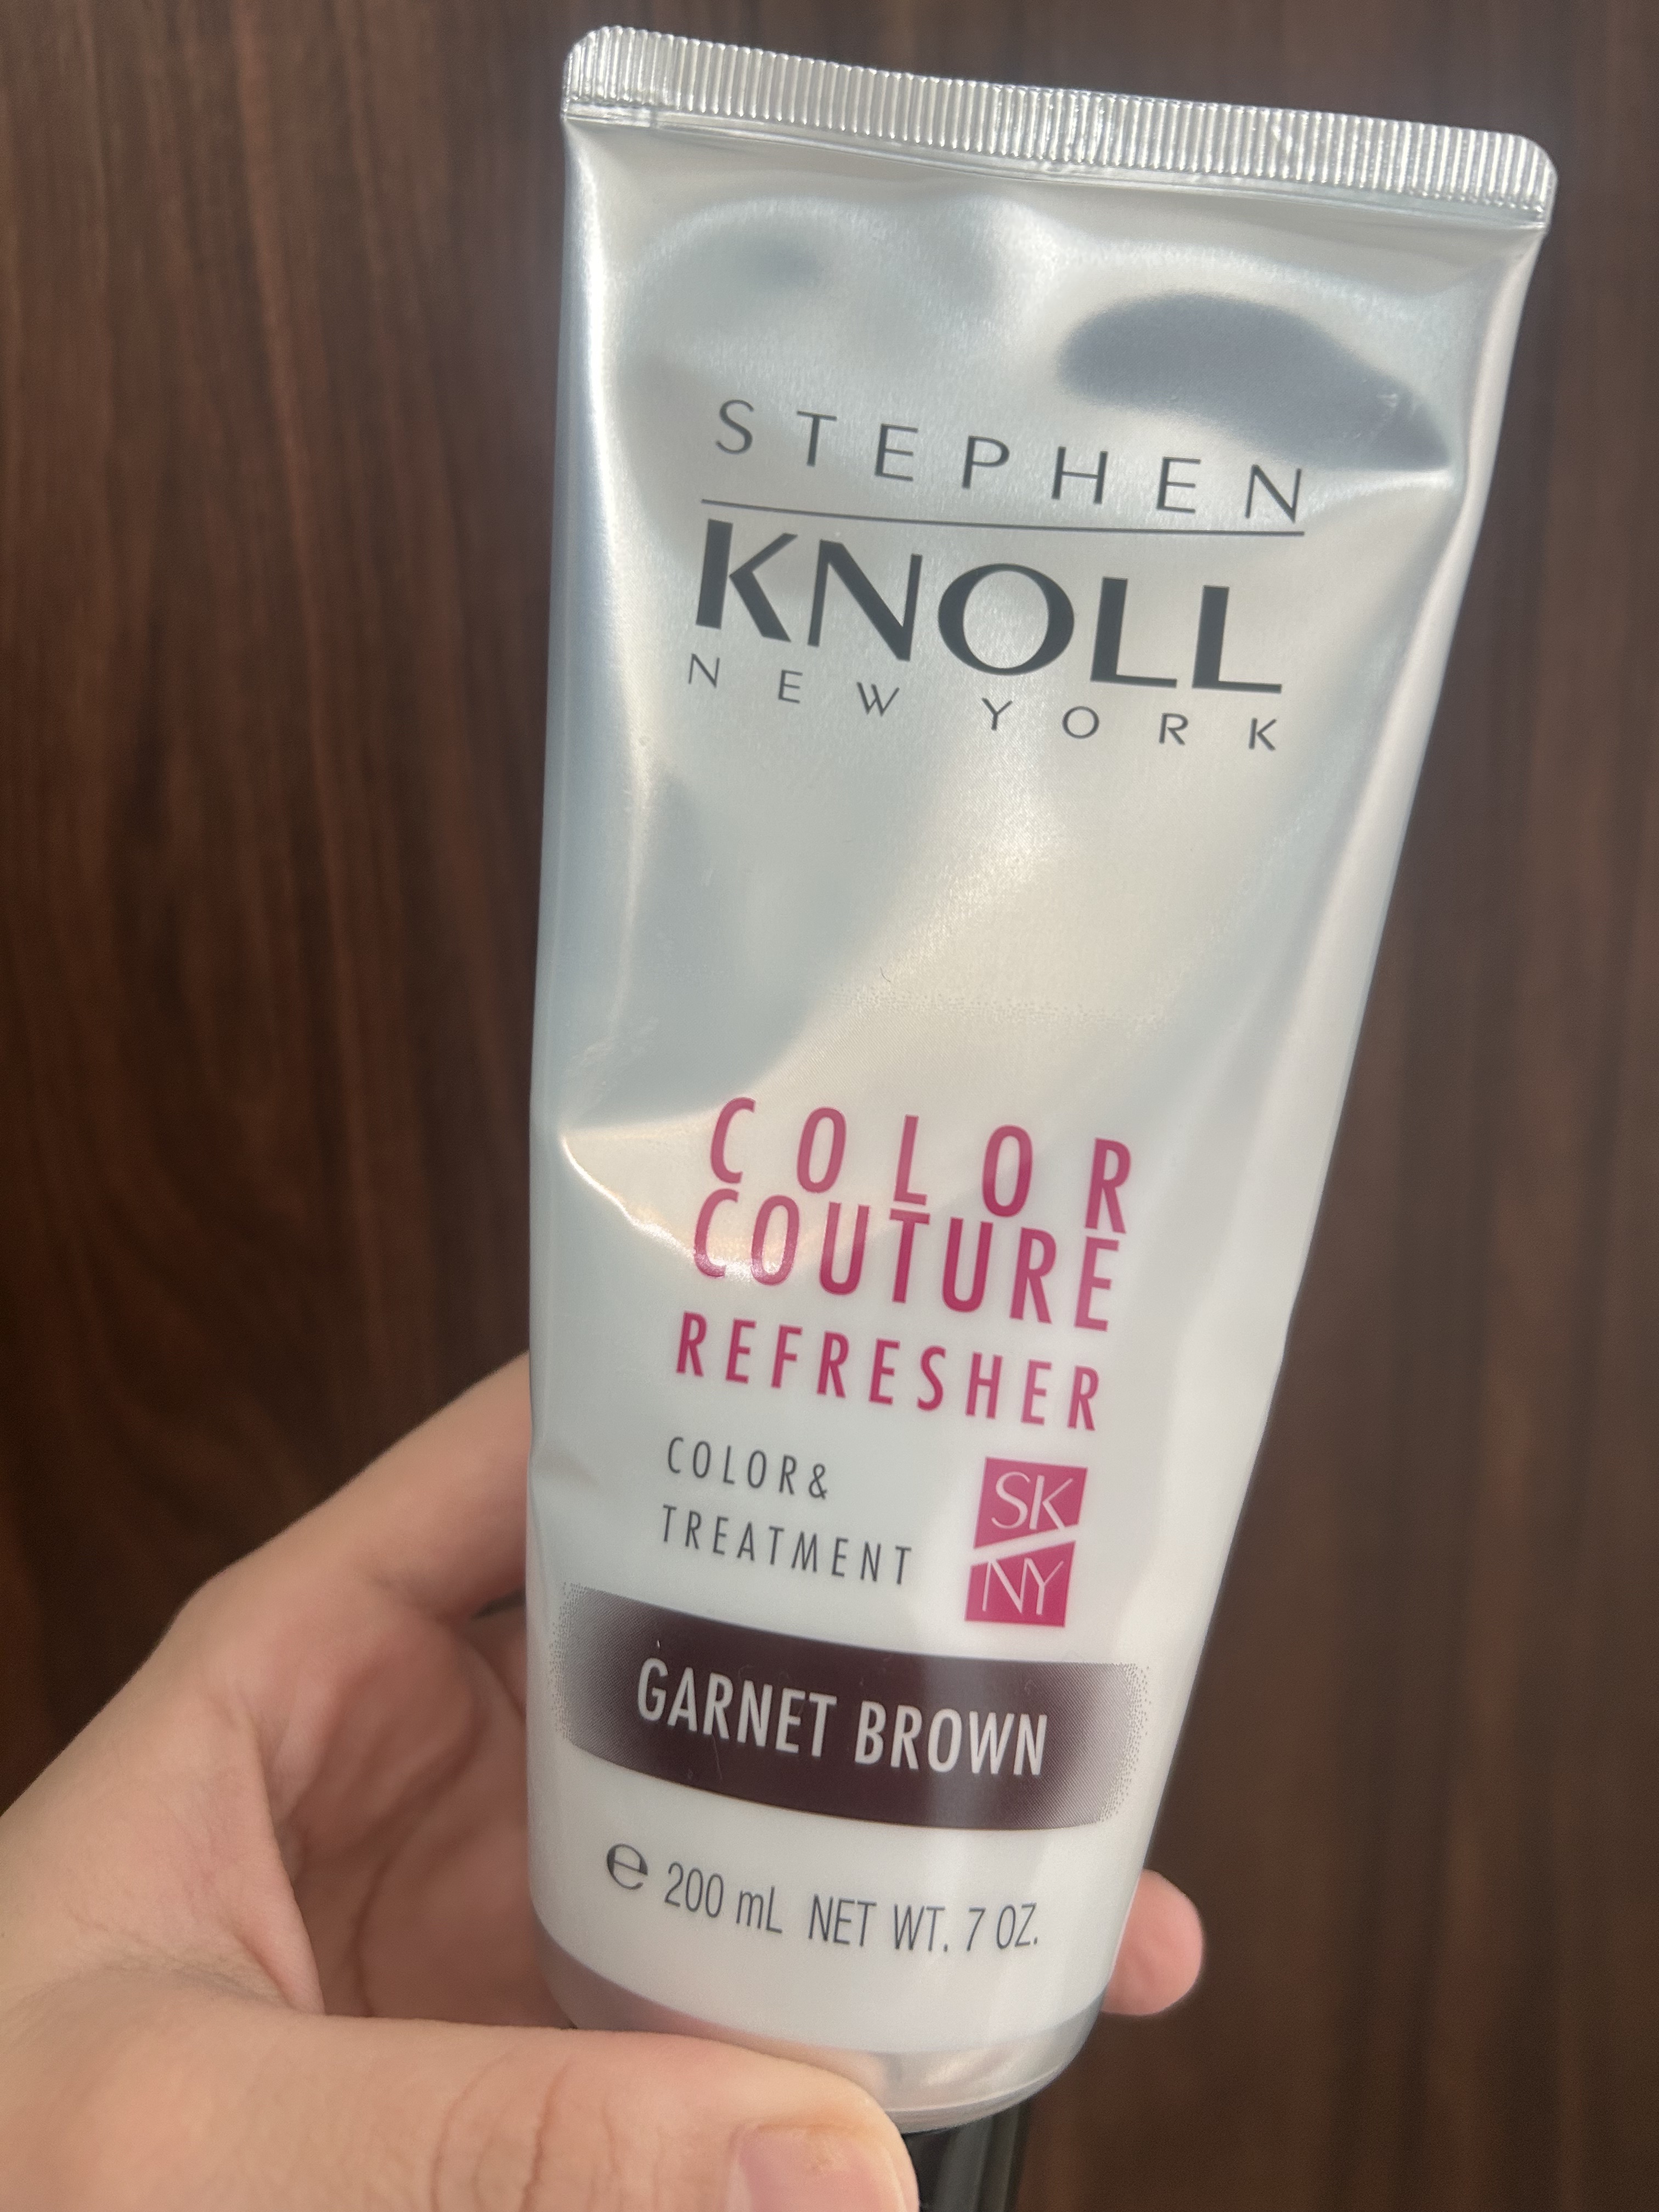 STEPHEN
KNOLL
NEW YORK
COLOR
COUTURE
REFRESHER
COLOR&
TREATMENT
SK
NY
GARNET BROWN
℮ 200 mL NET WT. 7 OZ.